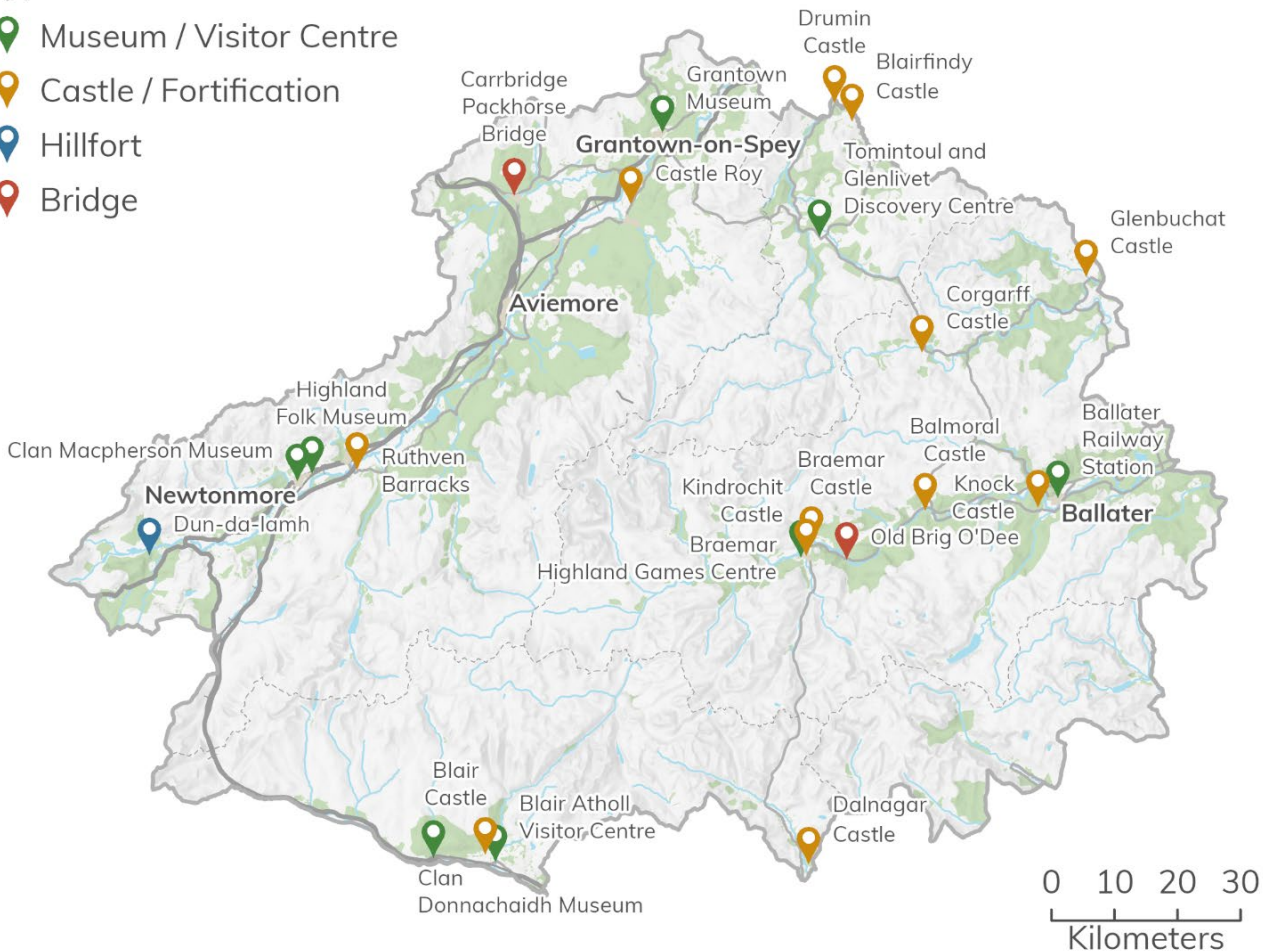 Museum / Visitor Centre
Castle / Fortification
Hillfort
Bridge
Drumin
Castle
Blairfindy
Castle
Carrbridge
Packhorse
Bridge
Grantown
Museum
Grantown-on-Spey
Castle Roy
Tomintoul and
Glenlivet
Discovery Centre
Glenbuchat
Castle
Aviemore
Corgarff
Castle
Highland
Folk Museum
Clan Macpherson Museum
Ruthven
Barracks
Newtonmore
Dun-da-lamh
Balmoral
Castle
Ballater
Railway
Station
Braemar
Castle
Kindrochit
Castle
Knock
Castle
Ballater
Old Brig O'Dee
Braemar
Highland Games Centre
Blair
Castle
Blair Atholl
Visitor Centre
Dalnagar
Castle
Clan
Donnachaidh Museum
0 10 20 30
Kilometers